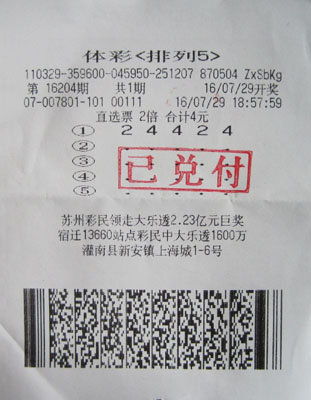 体彩<排列5>
110329-359600-045950-251207 870504 ZxSbKg
第 16204期 共1期 16/07/29开奖
07-007801-101 00111 16/07/29 18:57:59
直选票 2倍 合计4元
① 2 4 4 2 4
②
③
④
⑤
已兑付
苏州彩民领走大乐透2.23亿元巨奖
宿迁13660站点彩民中大乐透1600万
灌南县新安镇上海城1-6号